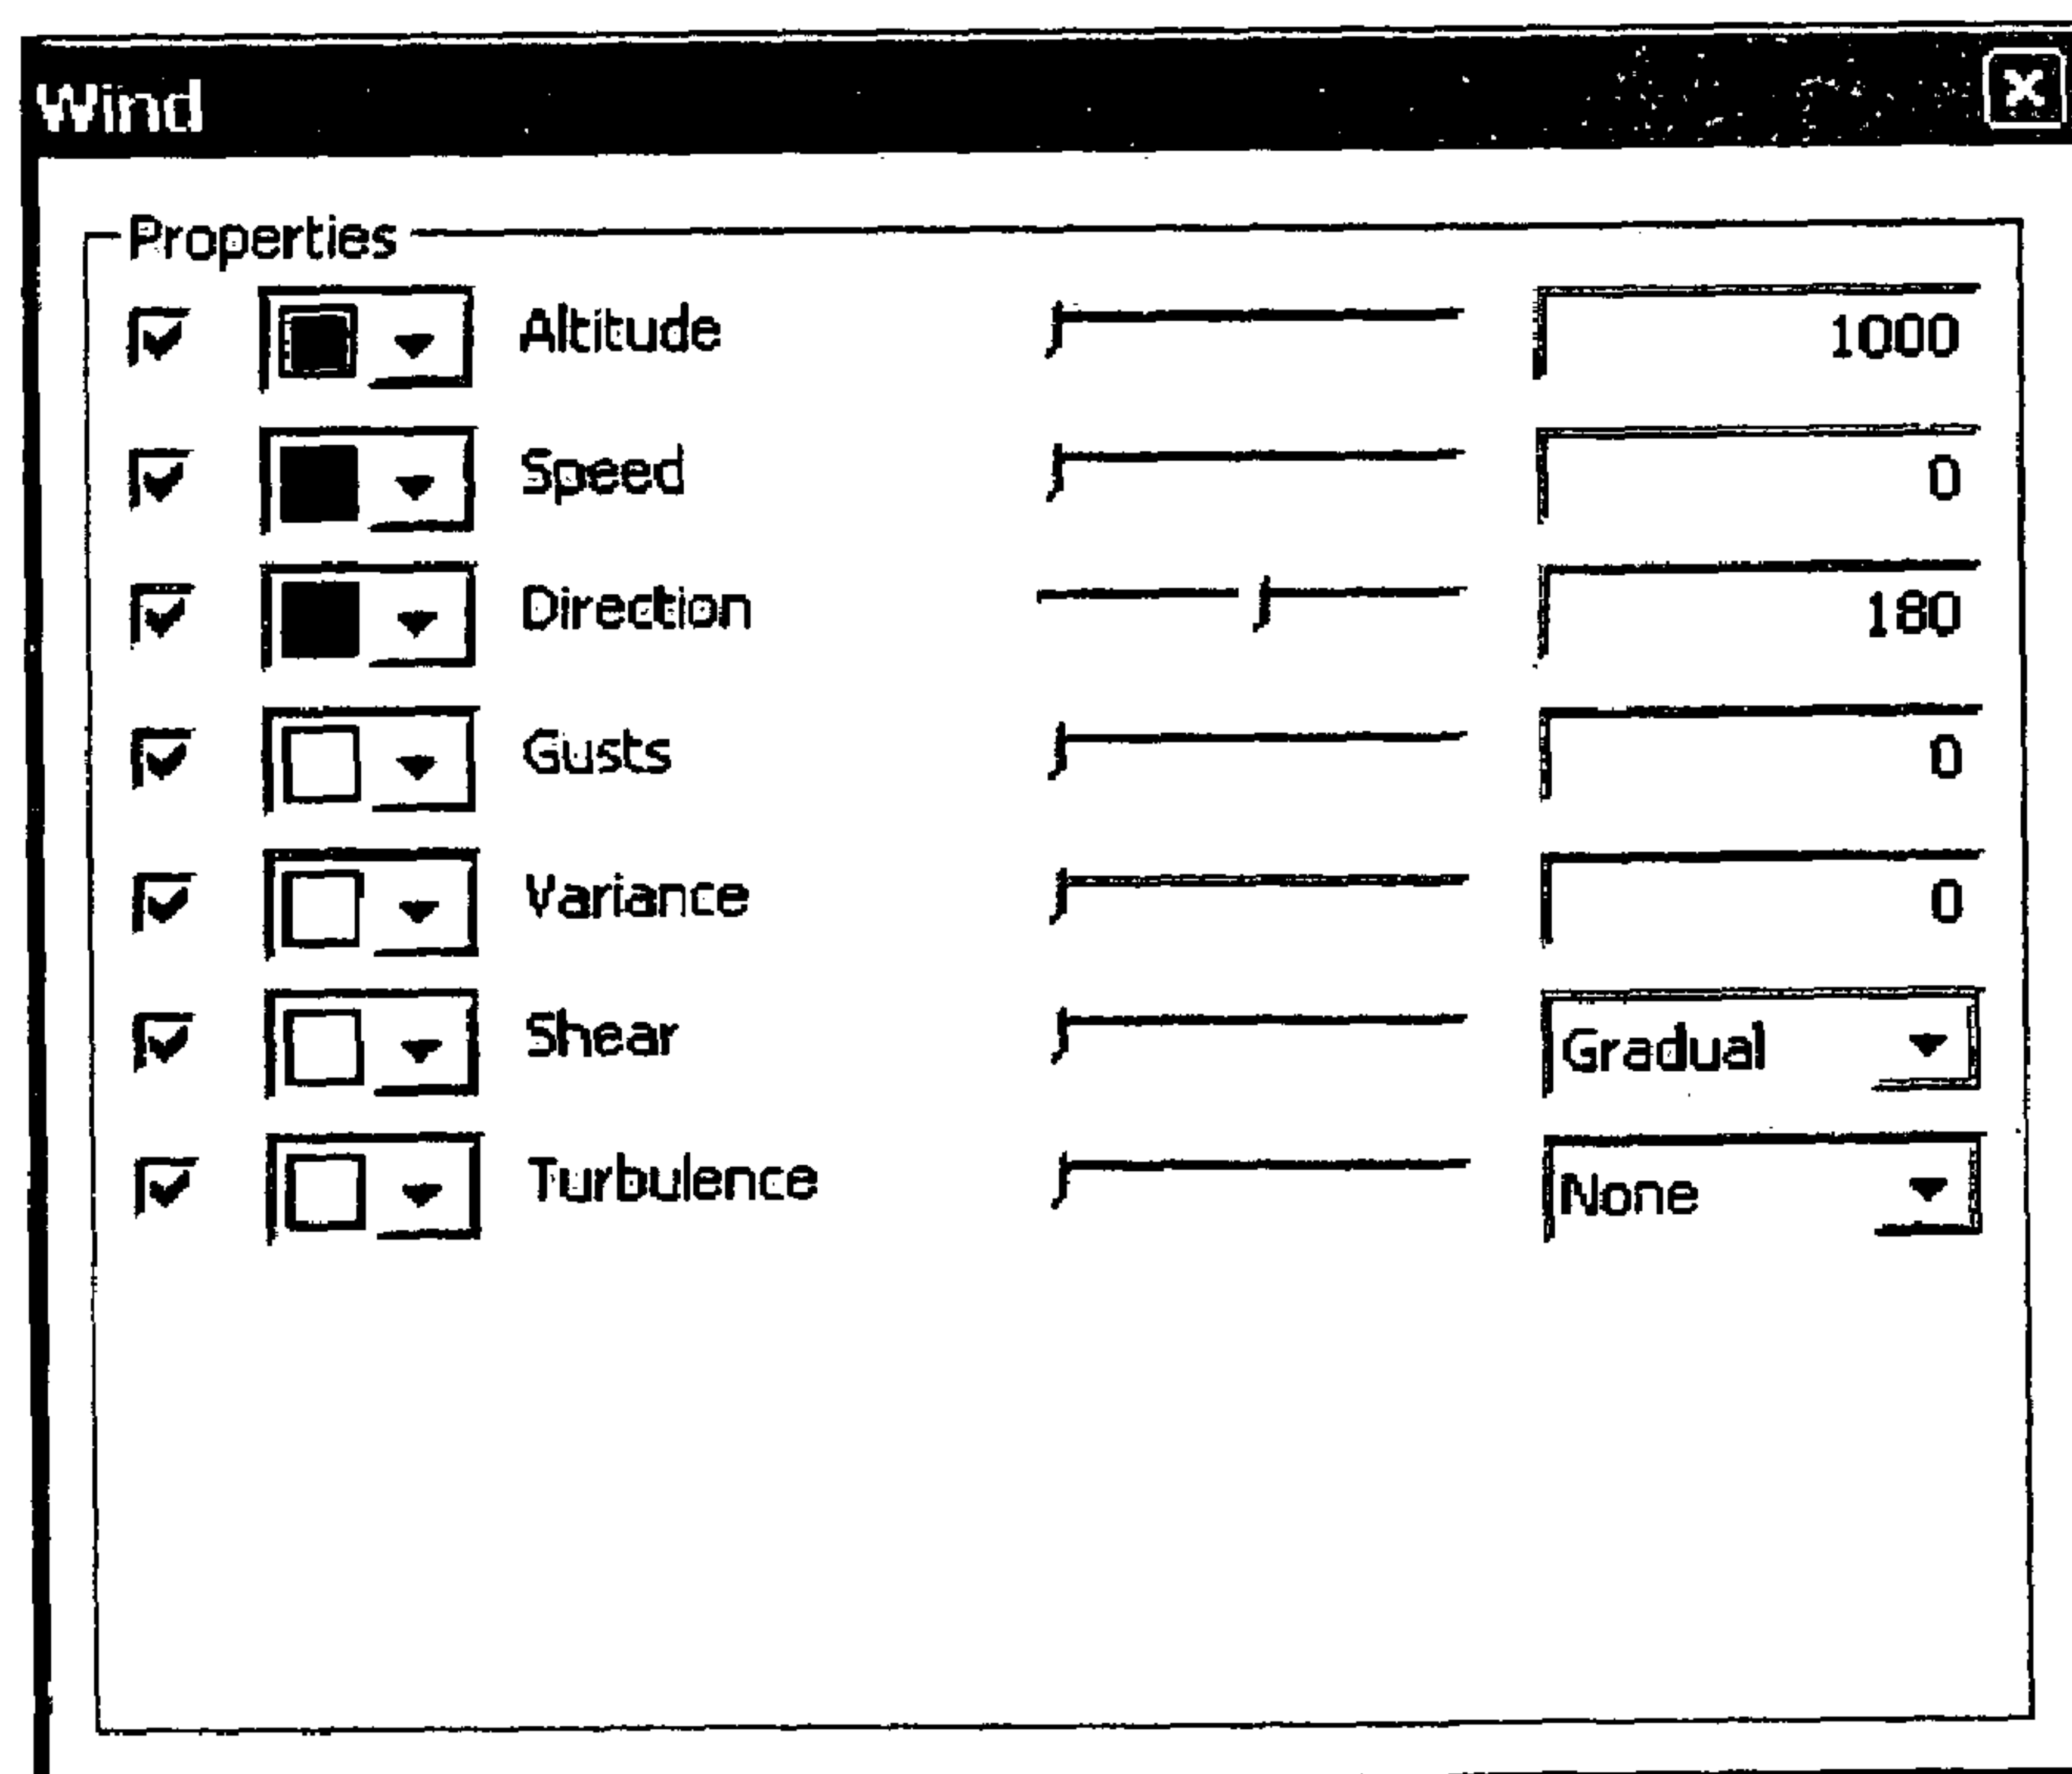 Wind
Properties
Altitude 1000
Speed 0
Direction 180
Gusts 0
Variance 0
Shear Gradual
Turbulence None